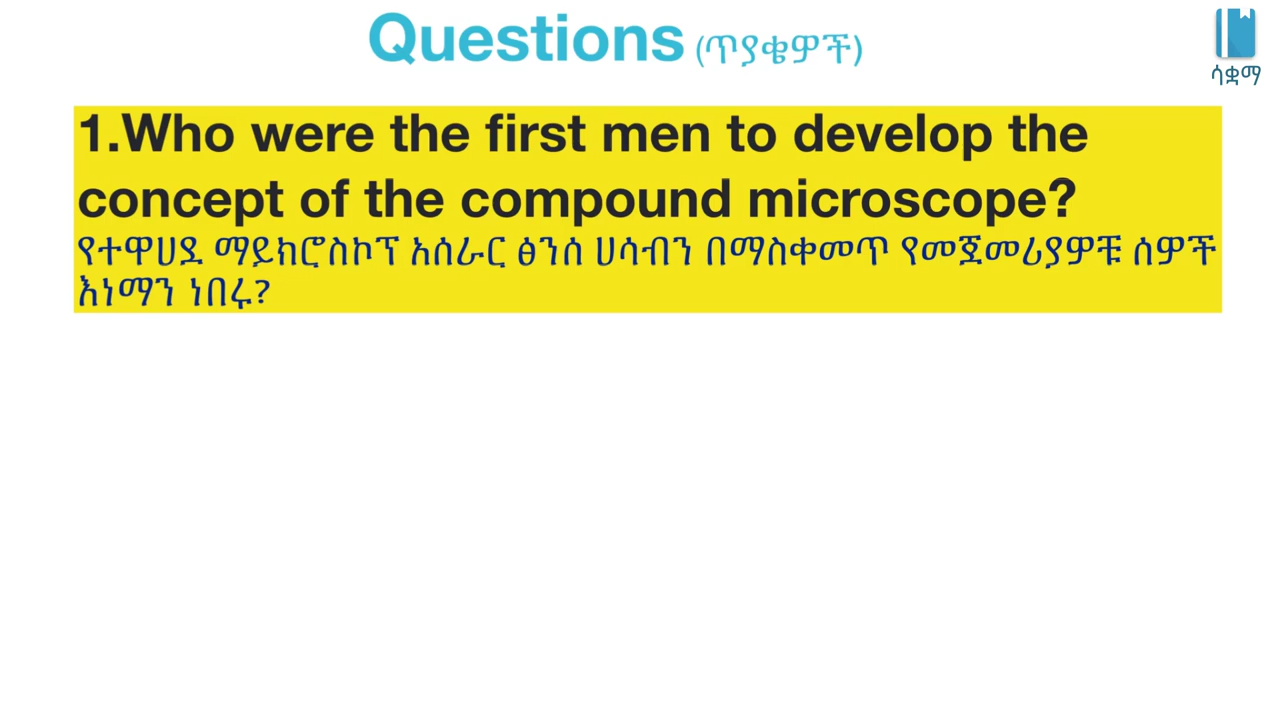 Questions (ጥያቄዎች)
ሳቋማ
1.Who were the first men to develop the
concept of the compound microscope?
የተዋሀደ ማይክሮስኮፕ አሰራር ፅንሰ ሀሳብን በማስቀመጥ የመጀመሪያዎቹ ሰዎች
እነማን ነበሩ?